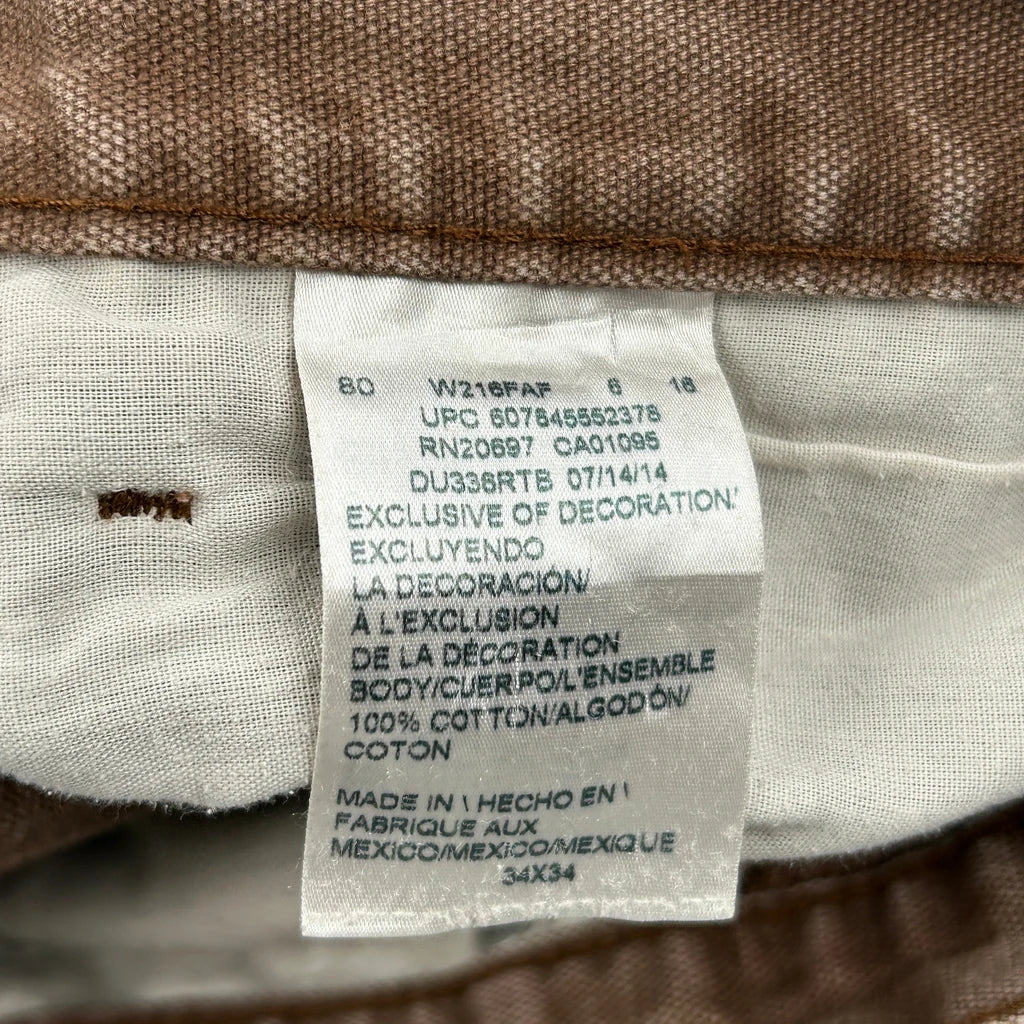 80 W216FAF 6 16
UPC 607645552378
RN20697 CA01095
DU336RTB 07/14/14
EXCLUSIVE OF DECORATION/
EXCLUYENDO
LA DECORACIÓN/
À L'EXCLUSION
DE LA DÉCORATION
BODY/CUERPO/L'ENSEMBLE
100% COTTON/ALGODÓN/
COTON
MADE IN \ HECHO EN \
FABRIQUE AUX
MEXICO/MEXICO/MEXIQUE
34X34